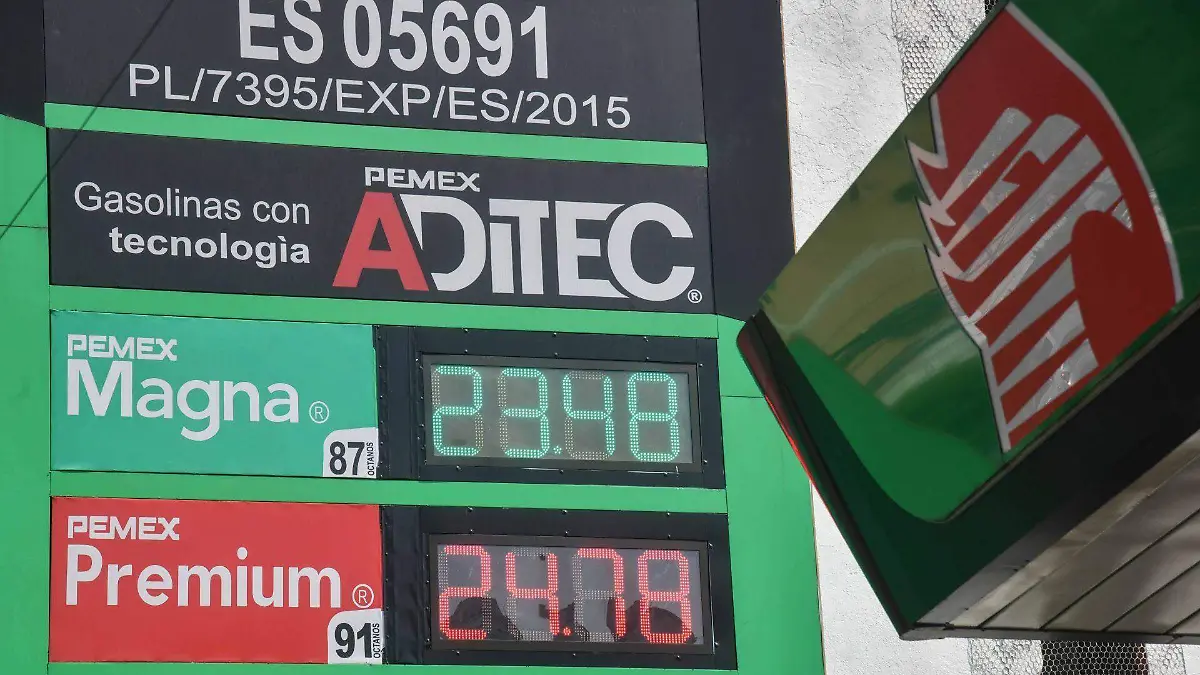 ES 05691
PL/7395/EXP/ES/2015
Gasolinas con
tecnologìa
PEMEX
ADITEC®
PEMEX
Magna®
87 OCTANOS
23.48
PEMEX
Premium®
91 OCTANOS
24.78